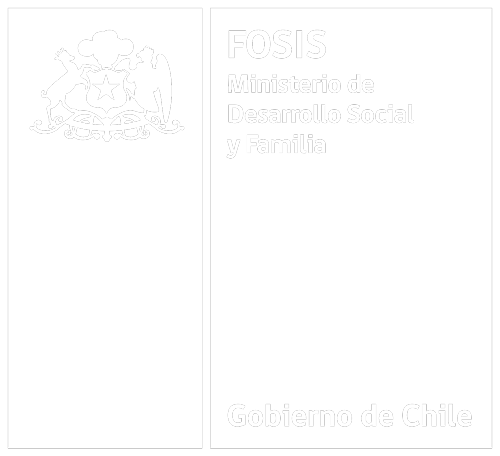 FOSIS
Ministerio de
Desarrollo Social
y Familia
Gobierno de Chile